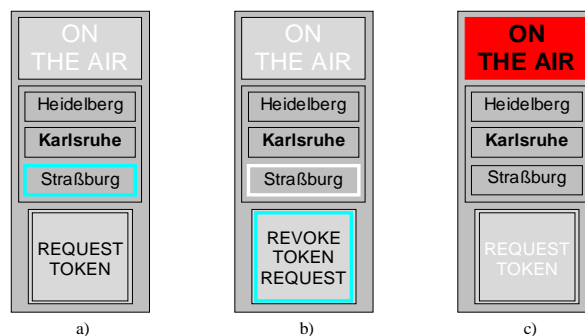 ON
THE AIR
Heidelberg
Karlsruhe
Straßburg
REQUEST
TOKEN
a)
ON
THE AIR
Heidelberg
Karlsruhe
Straßburg
REVOKE
TOKEN
REQUEST
b)
ON
THE AIR
Heidelberg
Karlsruhe
Straßburg
REQUEST
TOKEN
c)